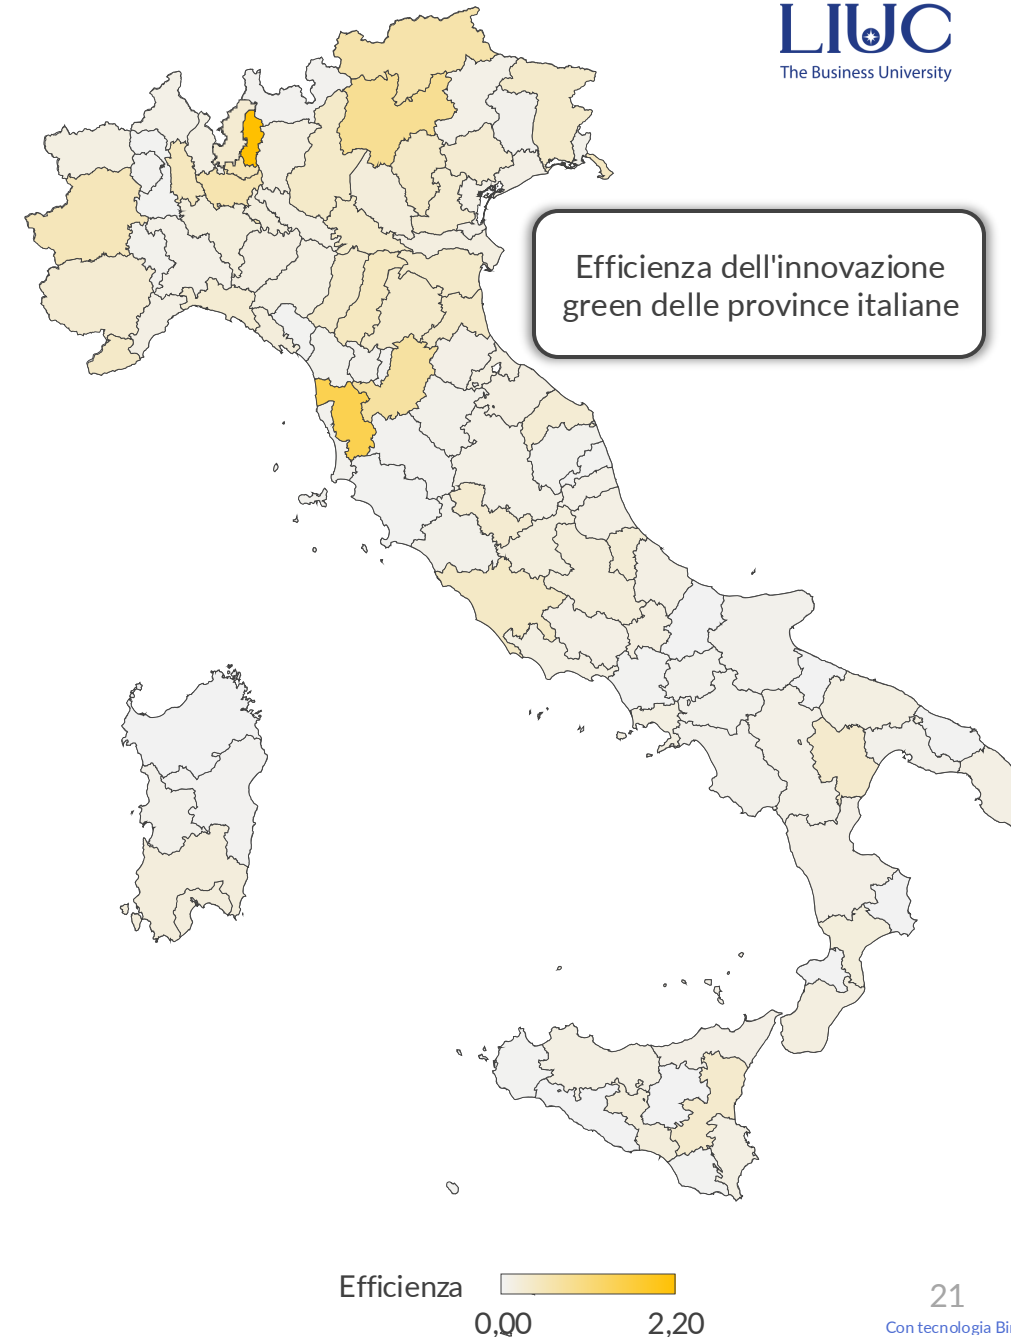 LIUC
The Business University
Efficienza dell'innovazione
green delle province italiane
Efficienza
0,00
2,20
21
Con tecnologia Bin